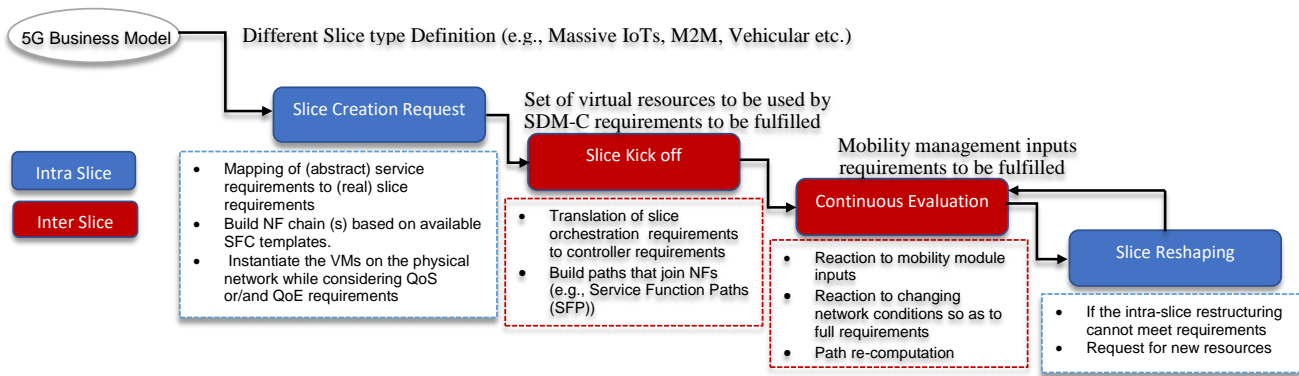 5G Business Model
Different Slice type Definition (e.g., Massive IoTs, M2M, Vehicular etc.)
Slice Creation Request
Set of virtual resources to be used by
SDM-C requirements to be fulfilled
Slice Kick off
Mobility management inputs
requirements to be fulfilled
Continuous Evaluation
Slice Reshaping
Intra Slice
Inter Slice
• Mapping of (abstract) service
requirements to (real) slice
requirements
• Build NF chain (s) based on available
SFC templates.
• Instantiate the VMs on the physical
network while considering QoS
or/and QoE requirements
• Translation of slice
orchestration requirements
to controller requirements
• Build paths that join NFs
(e.g., Service Function Paths
(SFP))
• Reaction to mobility module
inputs
• Reaction to changing
network conditions so as to
full requirements
• Path re-computation
• If the intra-slice restructuring
cannot meet requirements
• Request for new resources